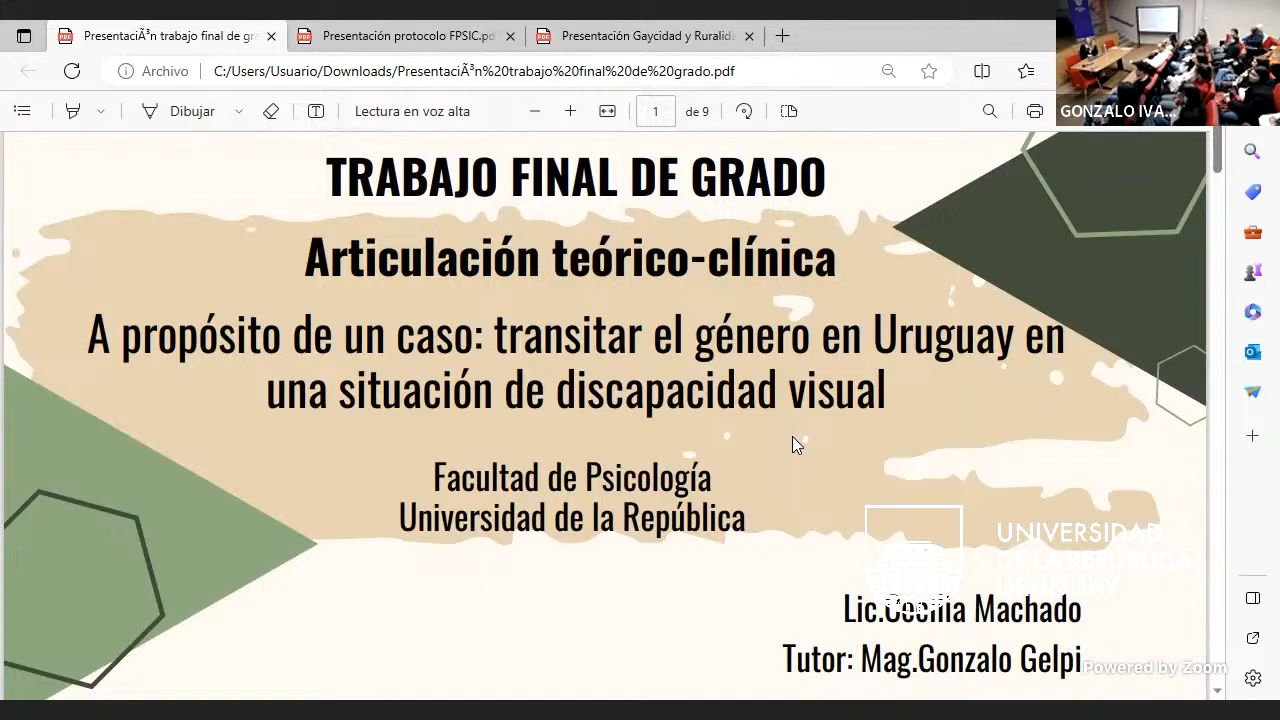 PresentaciÃ³n trabajo final de gr
Presentación protocolo FPSIC.pd
Presentación Gaycidad y Ruralida
Archivo
C:/Users/Usuario/Downloads/PresentaciÃ³n%20trabajo%20final%20de%20grado.pdf
GONZALO IVA...
Dibujar
Lectura en voz alt.
1
de 9
TRABAJO FINAL DE GRADO
Articulación teórico-clínica
A propósito de un caso: transitar el género en Uruguay en
una situación de discapacidad visual
Facultad de Psicología
Universidad de la República
UNIVERSIDAD
DE LA REPÚBLICA
URUGUAY
Lic.Cecilia Machado
Tutor: Mag.Gonzalo Gelpi
Powered by Zoom